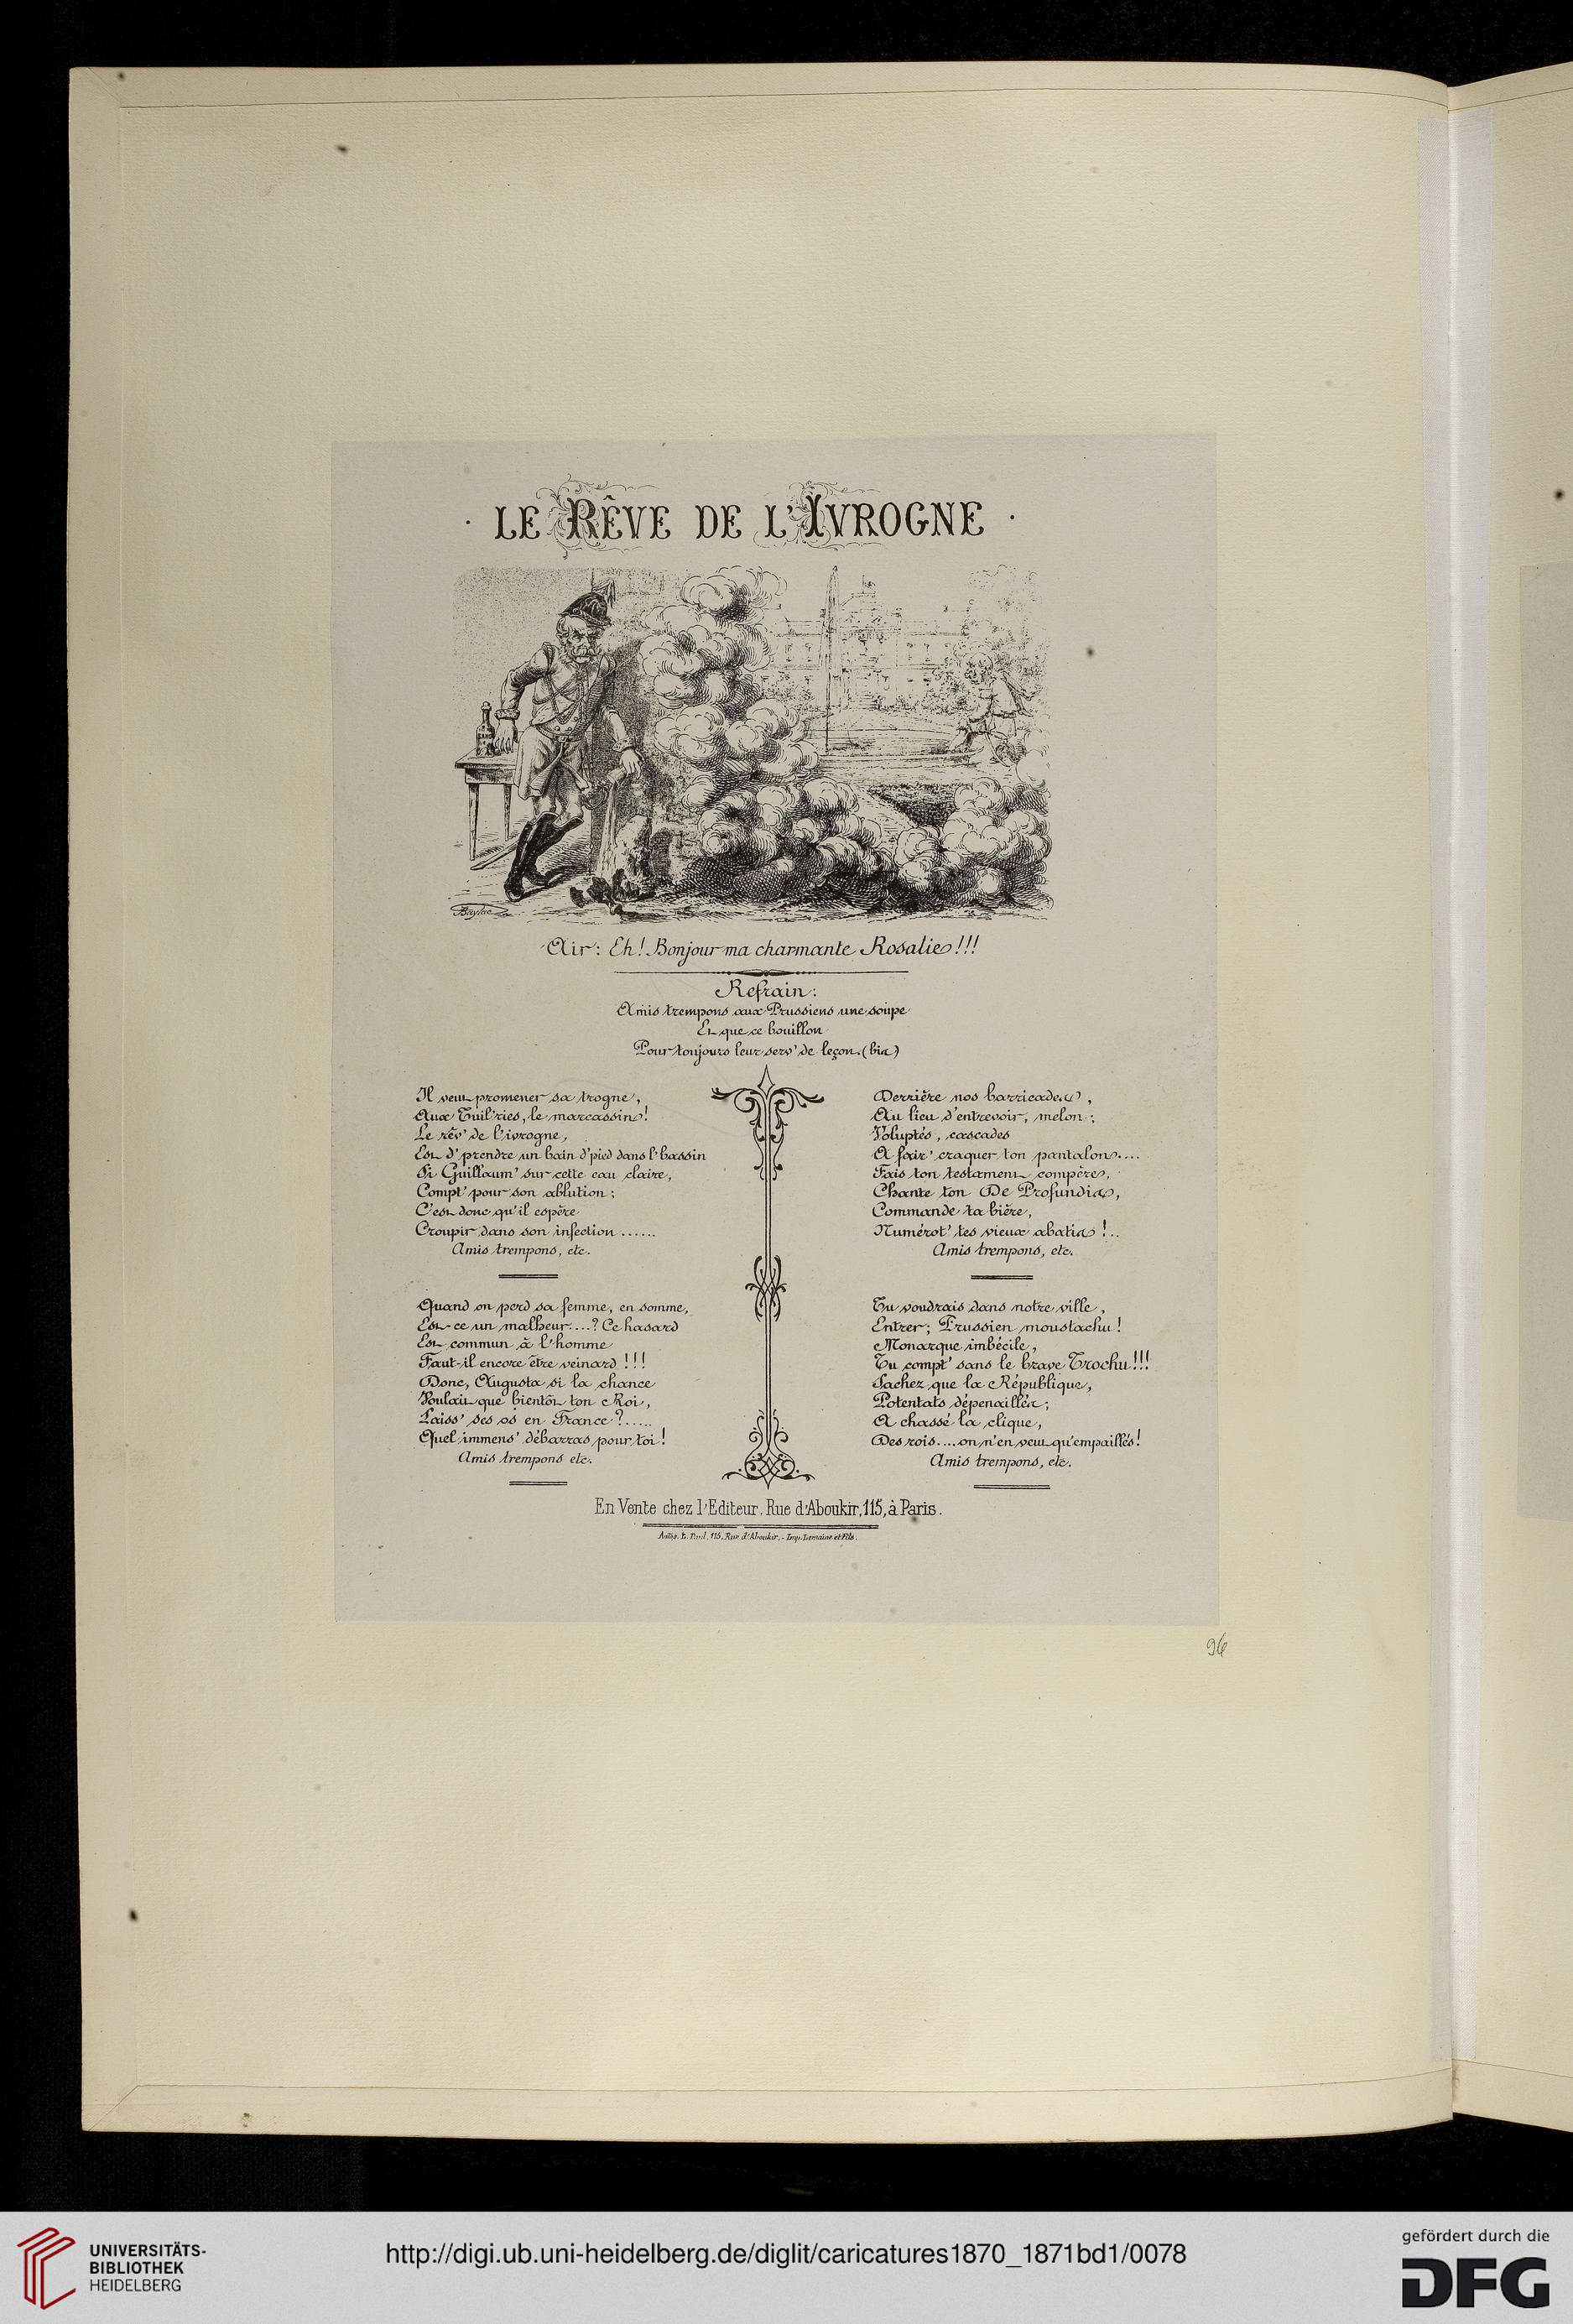 · LE RÊVE DE L'IVROGNE ·
Air: Eh! Bonjour ma charmante Rosalie!!!
Refrain:
Amis trempons aux Prussiens une soupe
Et que ce bouillon
Pour toujours leur serv' de leçon. (bis)
Il veut promener sa trogne,
Aux Tuil'ries, le marcassin!
Le rêv' de l'ivrogne,
Est d'prendre un bain d'pied dans l'bassin
Si Guillaum' sur cette eau claire,
Compt' pour son ablution;
C'est donc qu'il espère
Croupir dans son infection ......
Amis trempons, etc.
Quand on perd sa femme, en somme,
Est-ce un malheur....? Ce hasard
Est commun à l'homme
Faut-il encore être veinard!!!
Donc, Augusta si la chance
Voulait que bientôt ton Roi,
Laiss' ses os en France?.....
Quel immens' débarras pour toi!
Amis trempons etc.
Derrière nos barricades,
Au lieu d'entrevoir, melon;
Voluptés, cascades
A fair' craquer ton pantalon....
Fais ton testament compère,
Chante ton De Profundis,
Commande ta bière,
Numérot' tes vieux abatis!..
Amis trempons, etc.
Tu voudrais dans notre ville,
Entrer; Prussien moustachu!
Monarque imbécile,
Tu compt' sans le brave Trochu!!!
Sachez que la République,
Potentats dépenaillés;
A chassé la clique,
Des rois....on n'en veut qu'empaillés!
Amis trempons, etc.
En Vente chez l'Editeur, Rue d'Aboukir, 115, à Paris.
115, Rue d'Aboukir. - Imp. Lemaine et Fils.
96
UNIVERSITÄTS-
BIBLIOTHEK
HEIDELBERG
http://digi.ub.uni-heidelberg.de/diglit/caricatures1870_1871bd1/0078
gefördert durch die
DFG